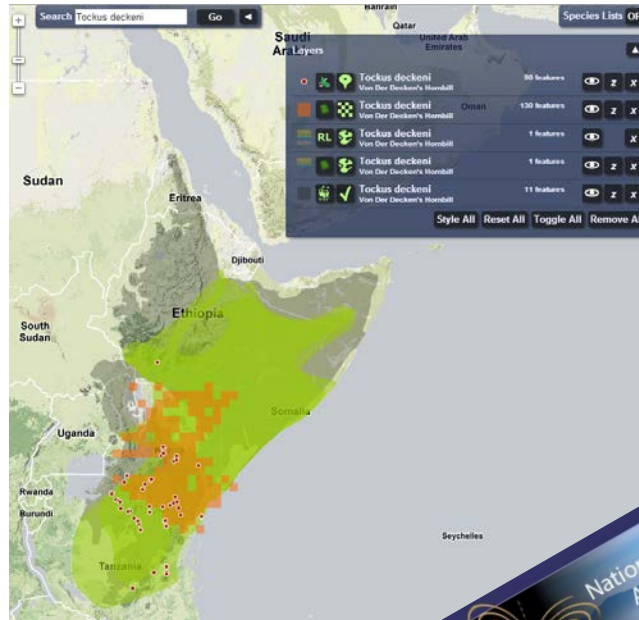 Bahrain
Search Tockus deckeni Go
Species Lists
Qatar
United Arab Emirates
Saudi
Layers
Tockus deckeni 98 features
Von Der Decken's Hornbill
z x
Tockus deckeni 130 features
Von Der Decken's Hornbill
z x
Oman
RL Tockus deckeni 1 features
Von Der Decken's Hornbill
x
Tockus deckeni 1 features
Von Der Decken's Hornbill
z x
Tockus deckeni 11 features
Von Der Decken's Hornbill
z x
Style All Reset All Toggle All Remove Al
Sudan
Eritrea
Djibouti
Ethiopia
South
Sudan
Somalia
Uganda
Rwanda
Burundi
Seychelles
Tanzania
Nation
A